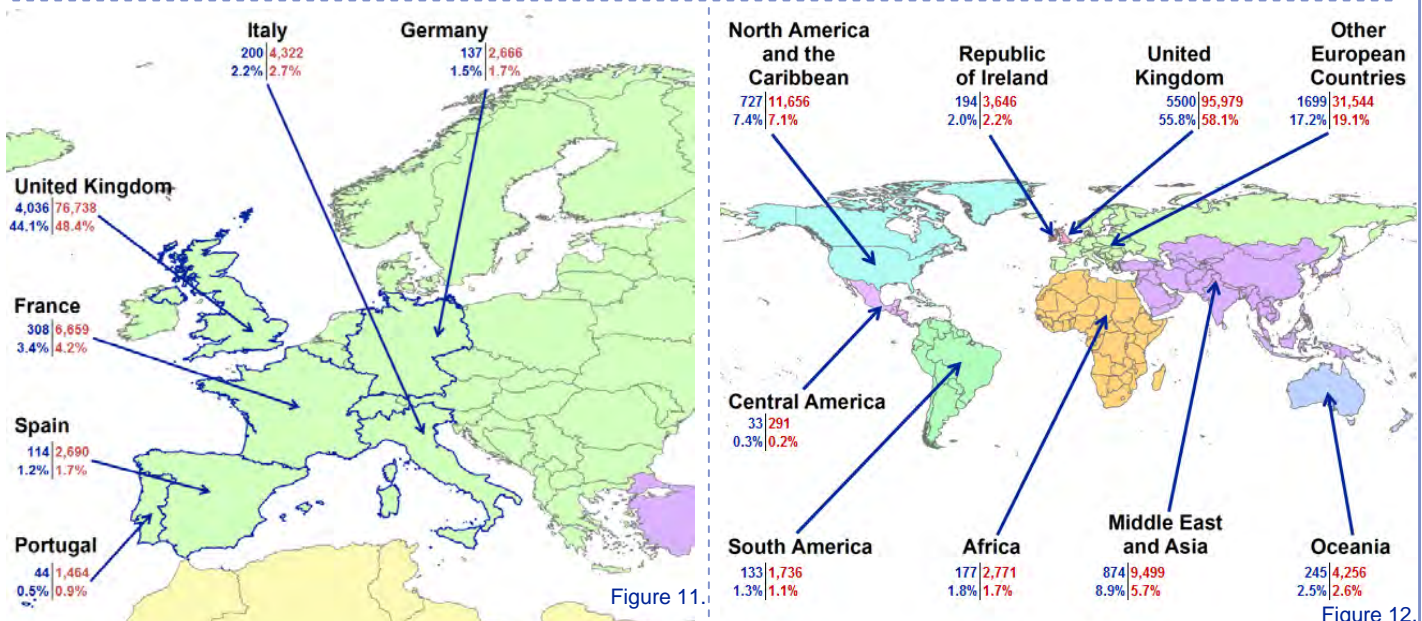 Italy
200 4,322
2.2% 2.7%
Germany
137 2,666
1.5% 1.7%
United Kingdom
4,036 76,738
44.1% 48.4%
France
308 6,659
3.4% 4.2%
Spain
114 2,690
1.2% 1.7%
Portugal
44 1,464
0.5% 0.9%
Figure 11.
North America
and the
Caribbean
727 11,656
7.4% 7.1%
Republic
of Ireland
194 3,646
2.0% 2.2%
United
Kingdom
5500 95,979
55.8% 58.1%
Other
European
Countries
1699 31,544
17.2% 19.1%
Central America
33 291
0.3% 0.2%
South America
133 1,736
1.3% 1.1%
Africa
177 2,771
1.8% 1.7%
Middle East
and Asia
874 9,499
8.9% 5.7%
Oceania
245 4,256
2.5% 2.6%
Figure 12.